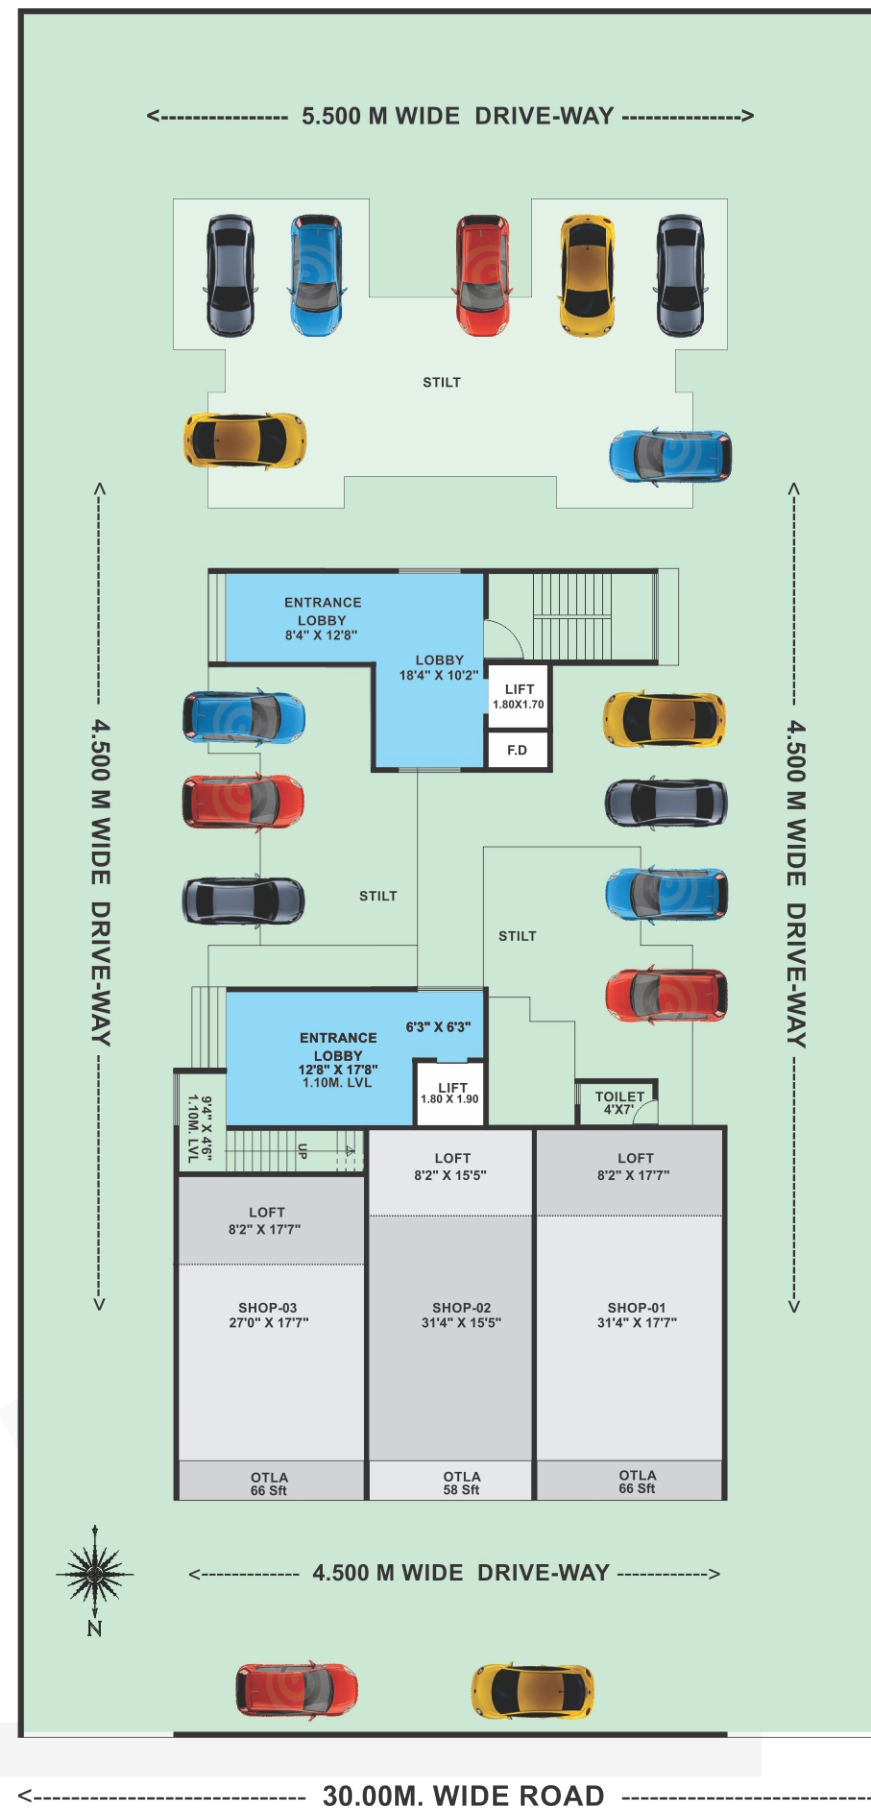 5.500 M WIDE DRIVE-WAY
STILT
ENTRANCE
LOBBY
8'4" X 12'8"
LOBBY
18'4" X 10'2"
LIFT
1.80X1.70
F.D
4.500 M WIDE DRIVE-WAY
4.500 M WIDE DRIVE-WAY
STILT
STILT
ENTRANCE
LOBBY
12'8" X 17'8"
1.10M. LVL
6'3" X 6'3"
LIFT
1.80 X 1.90
TOILET
4'X7'
9'4" X 4'6"
1.10M. LVL
UP
LOFT
8'2" X 15'5"
LOFT
8'2" X 17'7"
LOFT
8'2" X 17'7"
SHOP-03
27'0" X 17'7"
SHOP-02
31'4" X 15'5"
SHOP-01
31'4" X 17'7"
OTLA
66 Sft
OTLA
58 Sft
OTLA
66 Sft
N
4.500 M WIDE DRIVE-WAY
30.00M. WIDE ROAD